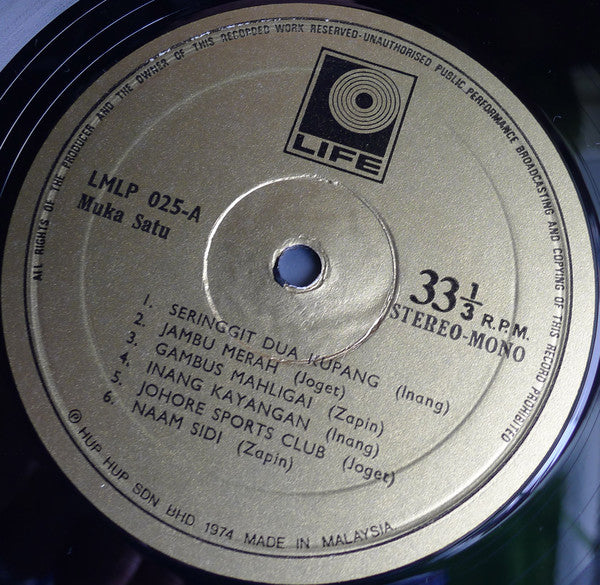 ALL RIGHTS OF THE PRODUCER AND THE OWNER OF THIS RECORDED WORK RESERVED-UNAUTHORISED PUBLIC PERFORMANCE BROADCASTING AND COPYING OF THIS RECORD PROHIBITED
LIFE
LMLP 025-A
Muka Satu
33 1/3 R.P.M.
STEREO-MONO
1. SERINGGIT DUA KUPANG (Inang)
2. JAMBU MERAH (Joget)
3. GAMBUS MAHLIGAI (Zapin)
4. INANG KAYANGAN (Inang)
5. JOHORE SPORTS CLUB (Joget)
6. NAAM SIDI (Zapin)
℗ HUP HUP SDN BHD 1974 MADE IN MALAYSIA.